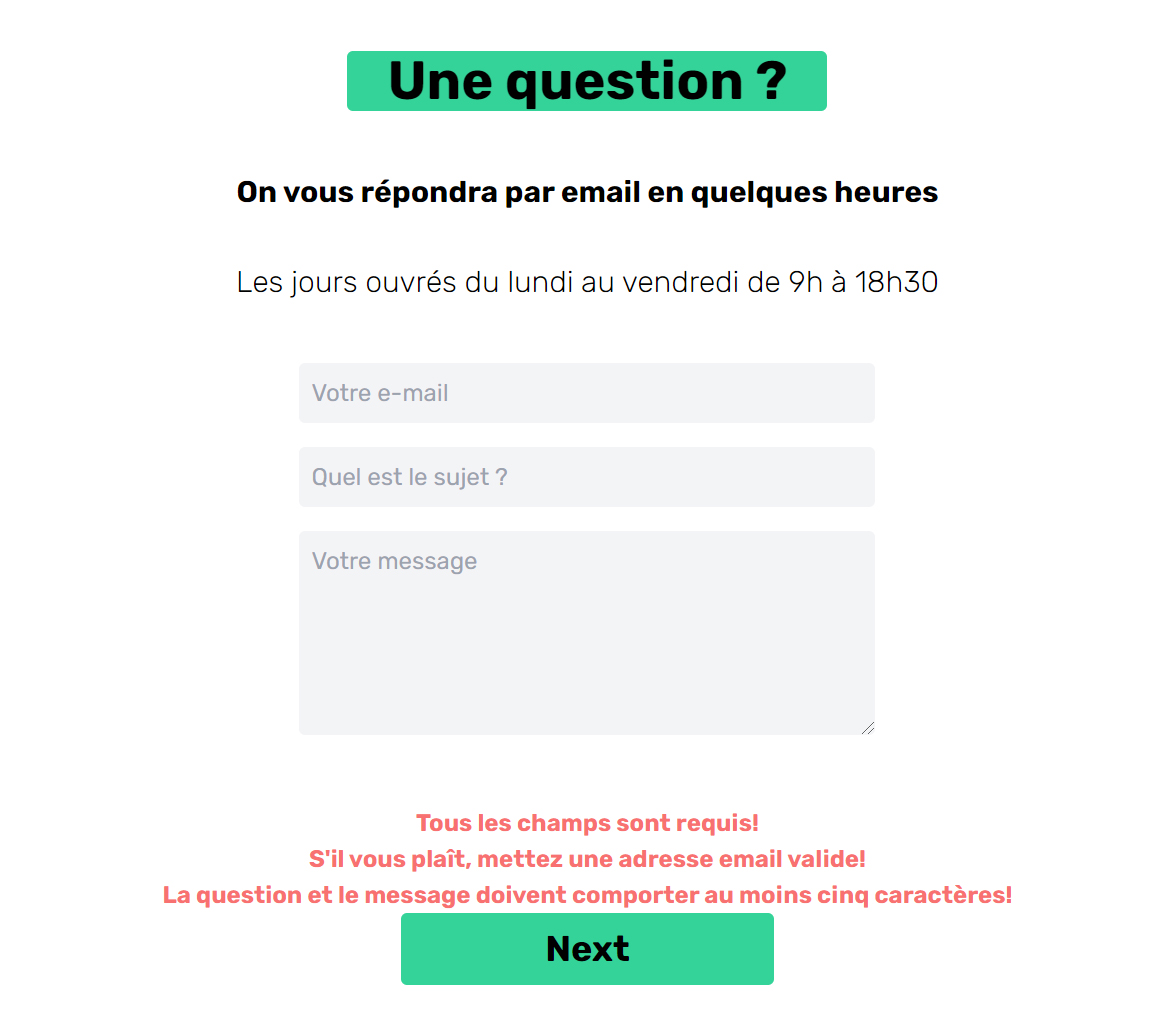 Une question ?
On vous répondra par email en quelques heures
Les jours ouvrés du lundi au vendredi de 9h à 18h30
Votre e-mail
Quel est le sujet ?
Votre message
Tous les champs sont requis!
S'il vous plaît, mettez une adresse email valide!
La question et le message doivent comporter au moins cinq caractères!
Next